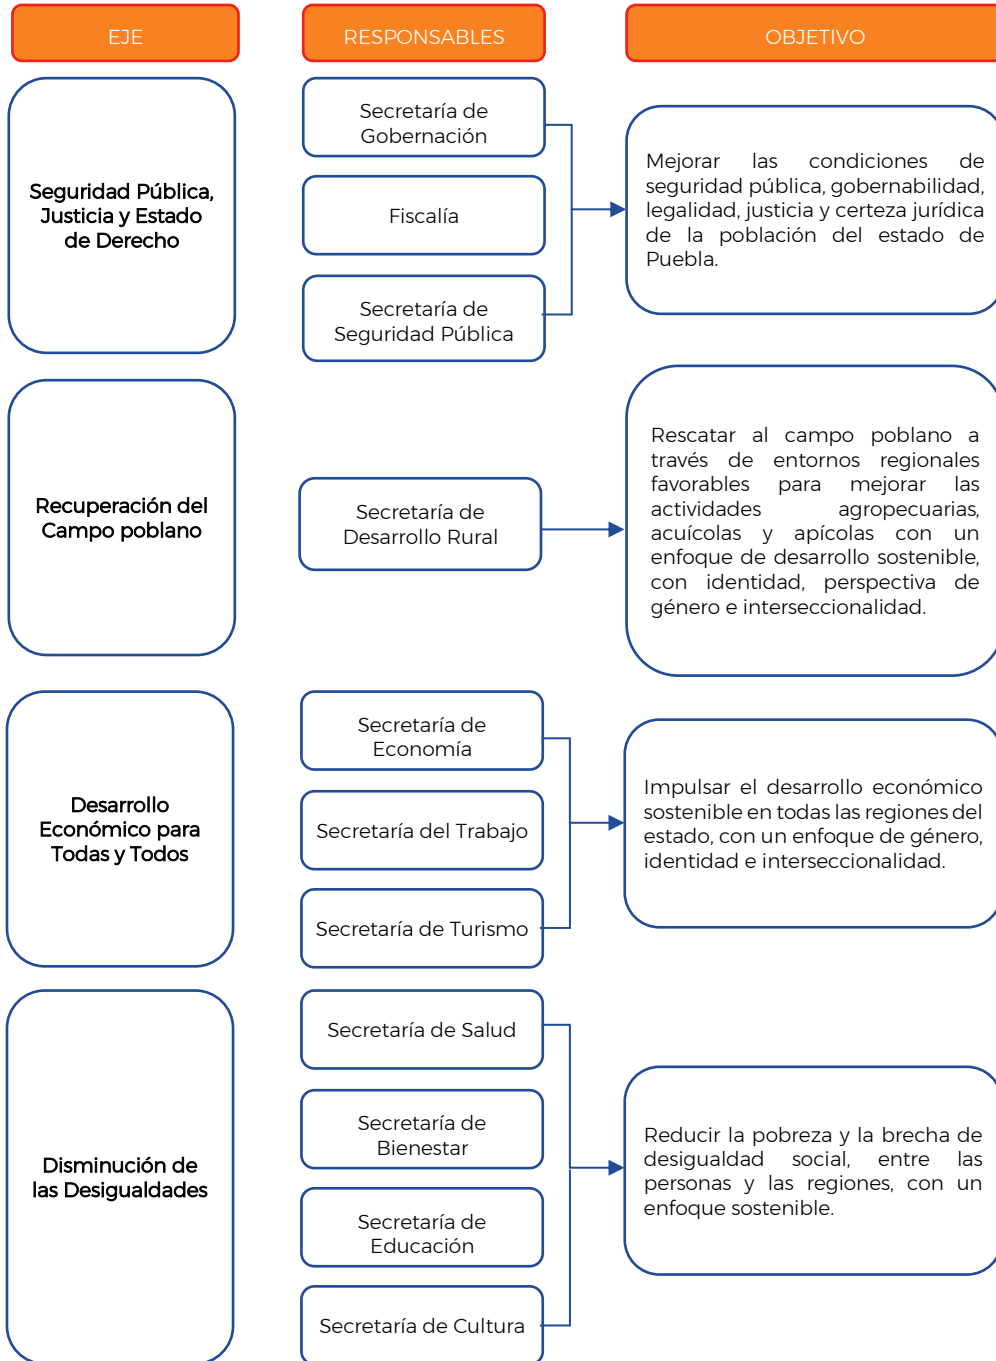 EJE
RESPONSABLES
OBJETIVO
Seguridad Pública,
Justicia y Estado
de Derecho
Secretaría de
Gobernación
Fiscalía
Secretaría de
Seguridad Pública
Mejorar las condiciones de
seguridad pública, gobernabilidad,
legalidad, justicia y certeza jurídica
de la población del estado de
Puebla.
Recuperación del
Campo poblano
Secretaría de
Desarrollo Rural
Rescatar al campo poblano a
través de entornos regionales
favorables para mejorar las
actividades agropecuarias,
acuícolas y apícolas con un
enfoque de desarrollo sostenible,
con identidad, perspectiva de
género e interseccionalidad.
Desarrollo
Económico para
Todas y Todos
Secretaría de
Economía
Secretaría del Trabajo
Secretaría de Turismo
Impulsar el desarrollo económico
sostenible en todas las regiones del
estado, con un enfoque de género,
identidad e interseccionalidad.
Disminución de
las Desigualdades
Secretaría de Salud
Secretaría de
Bienestar
Secretaría de
Educación
Secretaría de Cultura
Reducir la pobreza y la brecha de
desigualdad social, entre las
personas y las regiones, con un
enfoque sostenible.